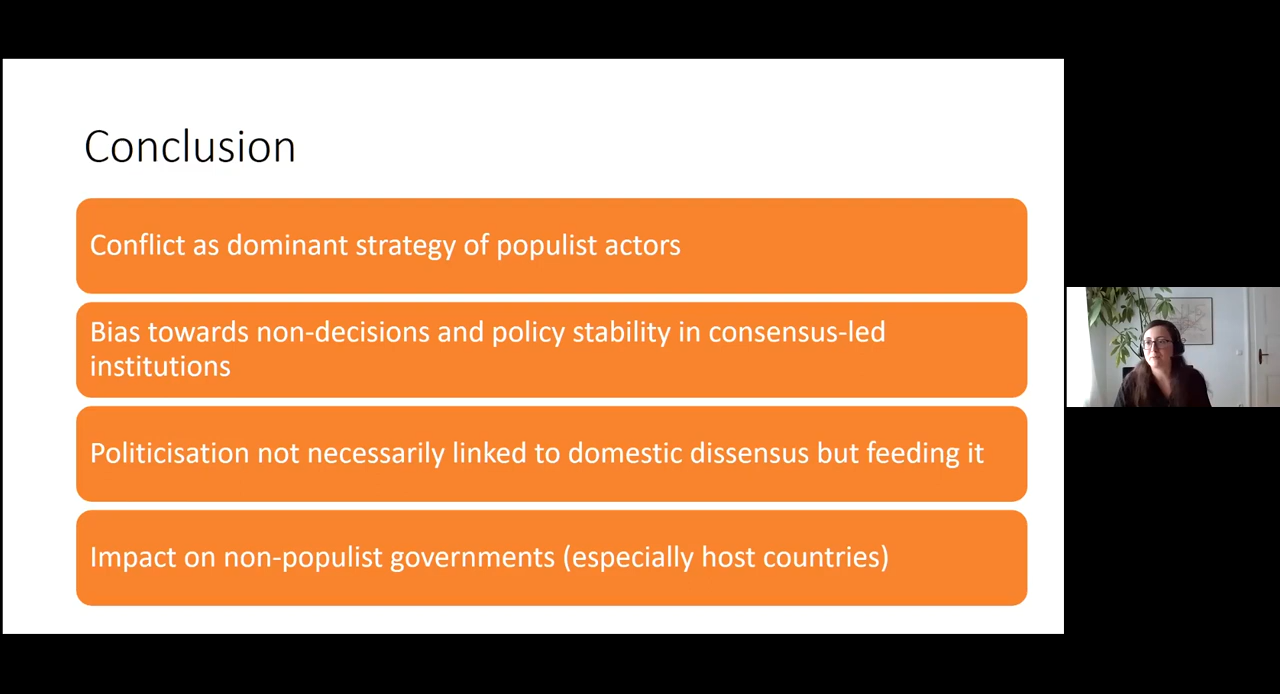 Conclusion
Conflict as dominant strategy of populist actors
Bias towards non-decisions and policy stability in consensus-led
institutions
Politicisation not necessarily linked to domestic dissensus but feeding it
Impact on non-populist governments (especially host countries)